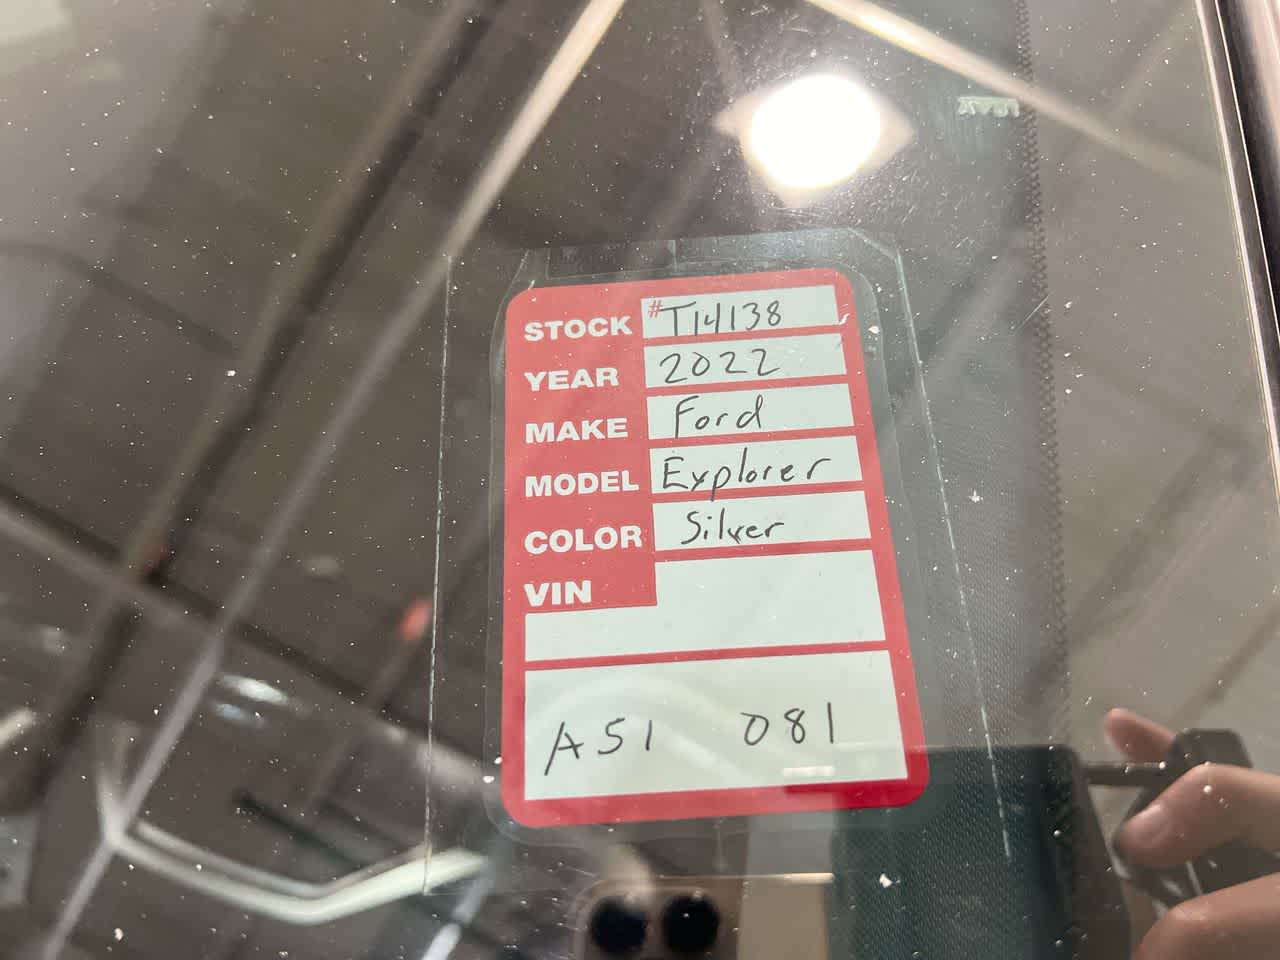 STOCK #T14138
YEAR 2022
MAKE Ford
MODEL Explorer
COLOR Silver
VIN
A51 081